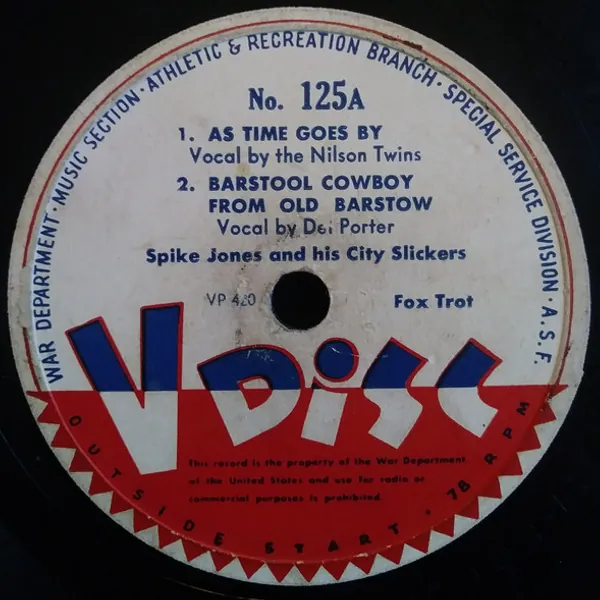 WAR DEPARTMENT · MUSIC SECTION · ATHLETIC & RECREATION BRANCH · SPECIAL SERVICE DIVISION · A.S.F.
No. 125A
1. AS TIME GOES BY
Vocal by the Nilson Twins
2. BARSTOOL COWBOY
FROM OLD BARSTOW
Vocal by Del Porter
Spike Jones and his City Slickers
VP 420
Fox Trot
V DiSC
This record is the property of the War Department
of the United States and use for radio or
commercial purposes is prohibited.
OUTSIDE START · 78 RPM